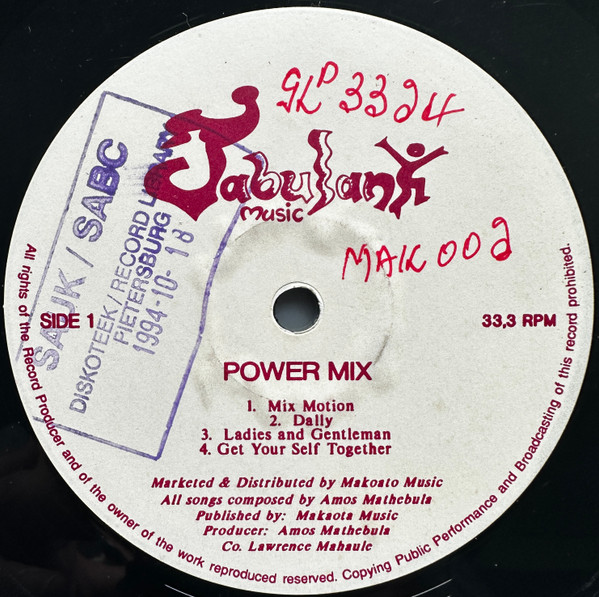 GLP 3324
Jabulani
music
MAK 002
SAUK / SABC
DISKOTEEK / RECORD LIBRARY
PIETERSBURG
1994-10-18
SIDE 1
33,3 RPM
POWER MIX
1. Mix Motion
2. Dally
3. Ladies and Gentleman
4. Get Your Self Together
Marketed & Distributed by Makoato Music
All songs composed by Amos Mathebula
Published by: Makaota Music
Producer: Amos Mathebula
Co. Lawrence Mahaule
All rights of the Record Producer and of the owner of the work reproduced reserved. Copying Public Performance and Broadcasting of this record prohibited.